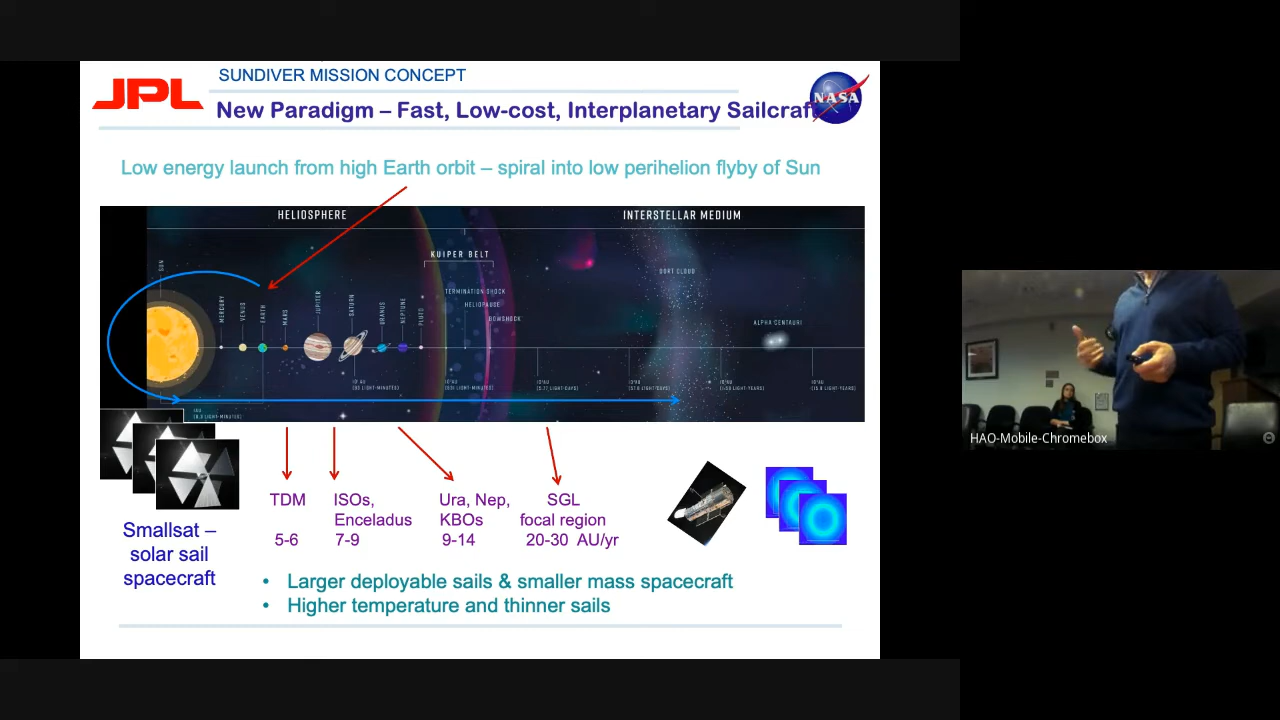 SUNDIVER MISSION CONCEPT
JPL
New Paradigm – Fast, Low-cost, Interplanetary Sailcraft
NASA
Low energy launch from high Earth orbit – spiral into low perihelion flyby of Sun
HELIOSPHERE
INTERSTELLAR MEDIUM
KUIPER BELT
SUN
MERCURY
VENUS
EARTH
MARS
JUPITER
SATURN
URANUS
NEPTUNE
PLUTO
TERMINATION SHOCK
HELIOPAUSE
BOWSHOCK
OORT CLOUD
ALPHA CENTAURI
1AU
TDM
5-6
ISOs,
Enceladus
7-9
Ura, Nep,
KBOs
9-14
SGL
focal region
20-30 AU/yr
Smallsat –
solar sail
spacecraft
• Larger deployable sails & smaller mass spacecraft
• Higher temperature and thinner sails
HAO-Mobile-Chromebox